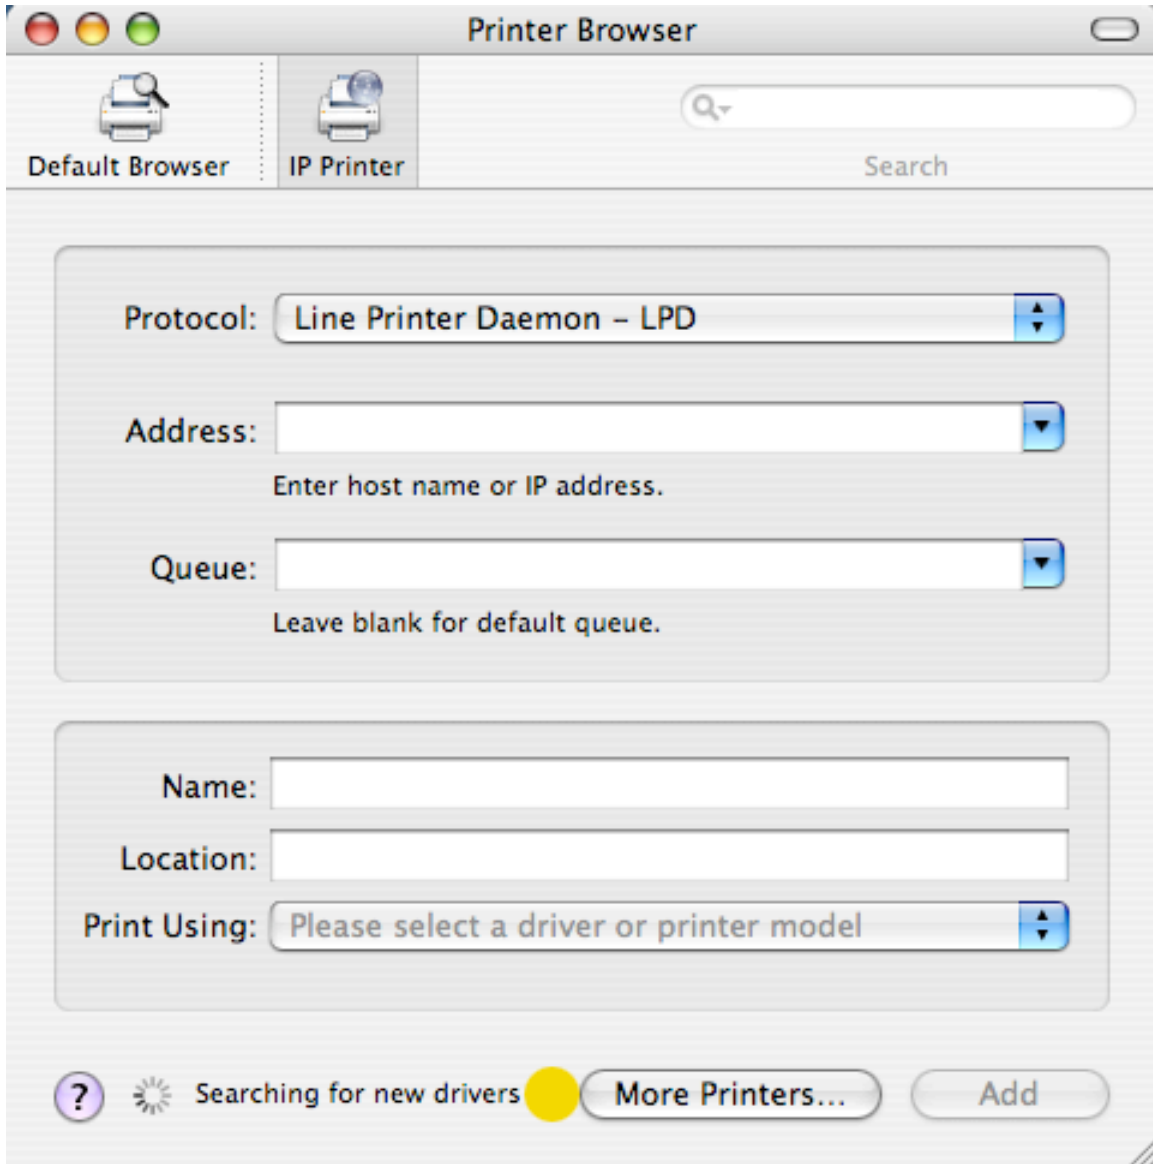 Printer Browser
Default Browser
IP Printer
Search
Protocol: Line Printer Daemon – LPD
Address:
Enter host name or IP address.
Queue:
Leave blank for default queue.
Name:
Location:
Print Using: Please select a driver or printer model
? Searching for new drivers More Printers... Add